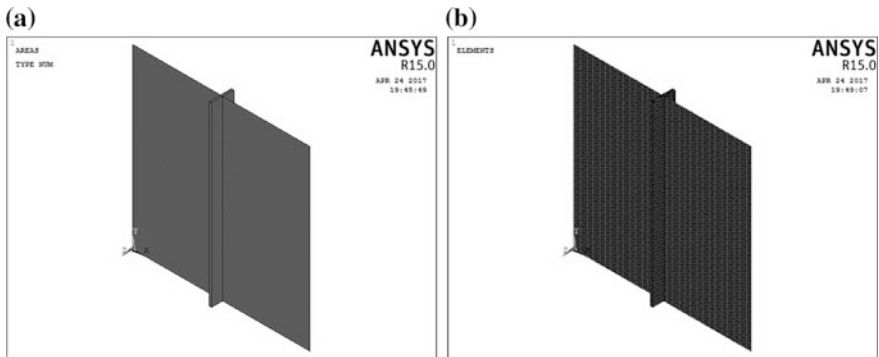 (a)
1
AREAS
TYPE NUM
ANSYS
R15.0
APR 24 2017
19:45:49
Y
Z X
(b)
1
ELEMENTS
ANSYS
R15.0
APR 24 2017
19:49:07
Y
Z X